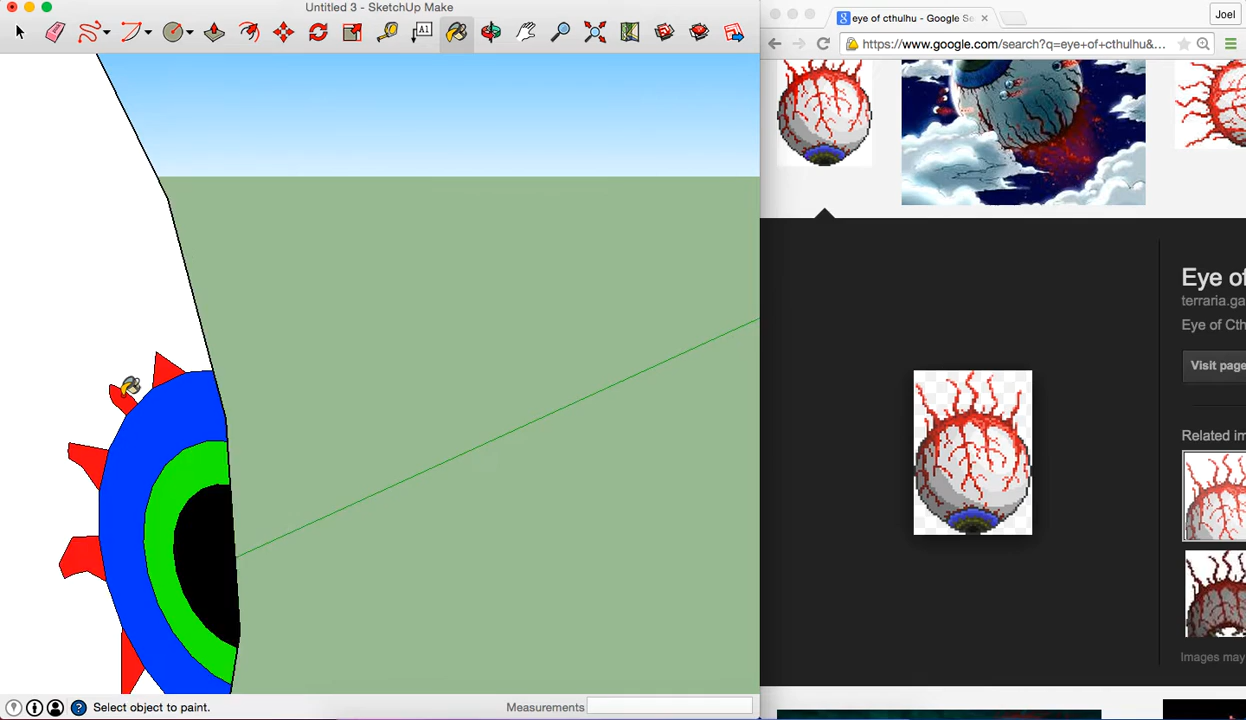 Untitled 3 - SketchUp Make
A1
Select object to paint.
Measurements
eye of cthulhu - Google Se
Joel
https://www.google.com/search?q=eye+of+cthulhu&...
Eye of
terraria.ga
Eye of Cth
Visit page
Related im
Images may